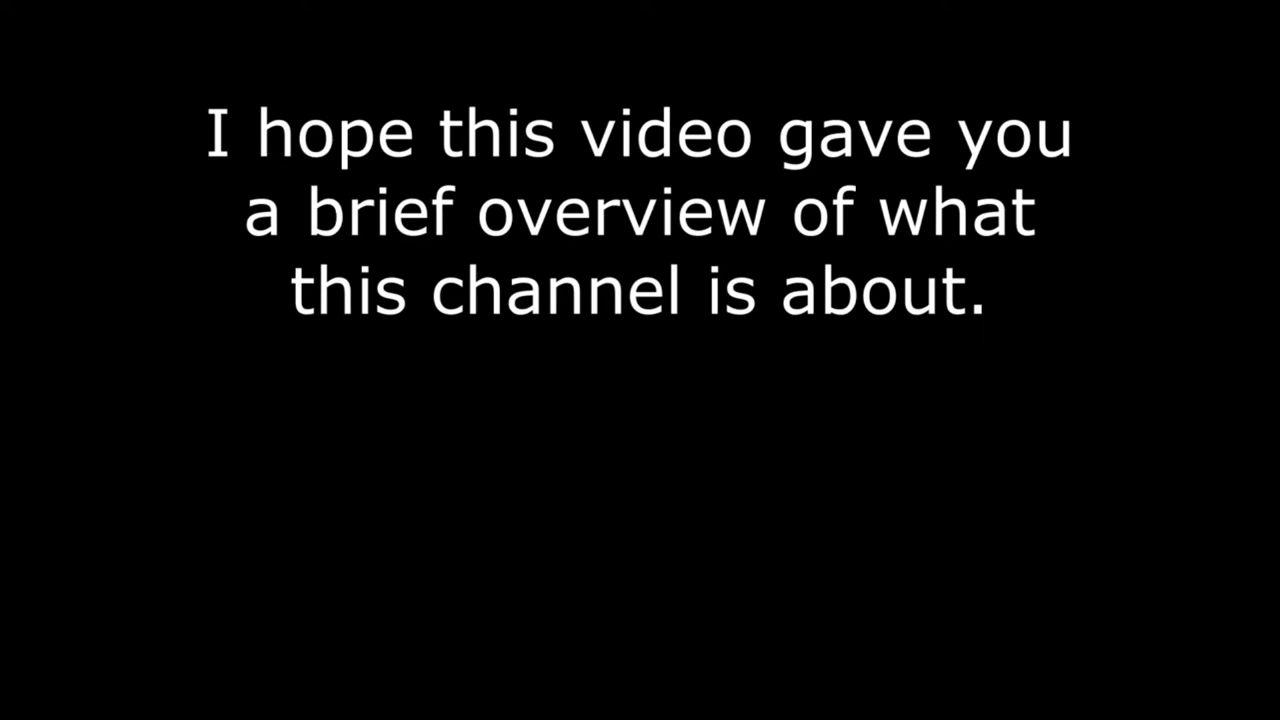 I hope this video gave you
a brief overview of what
this channel is about.